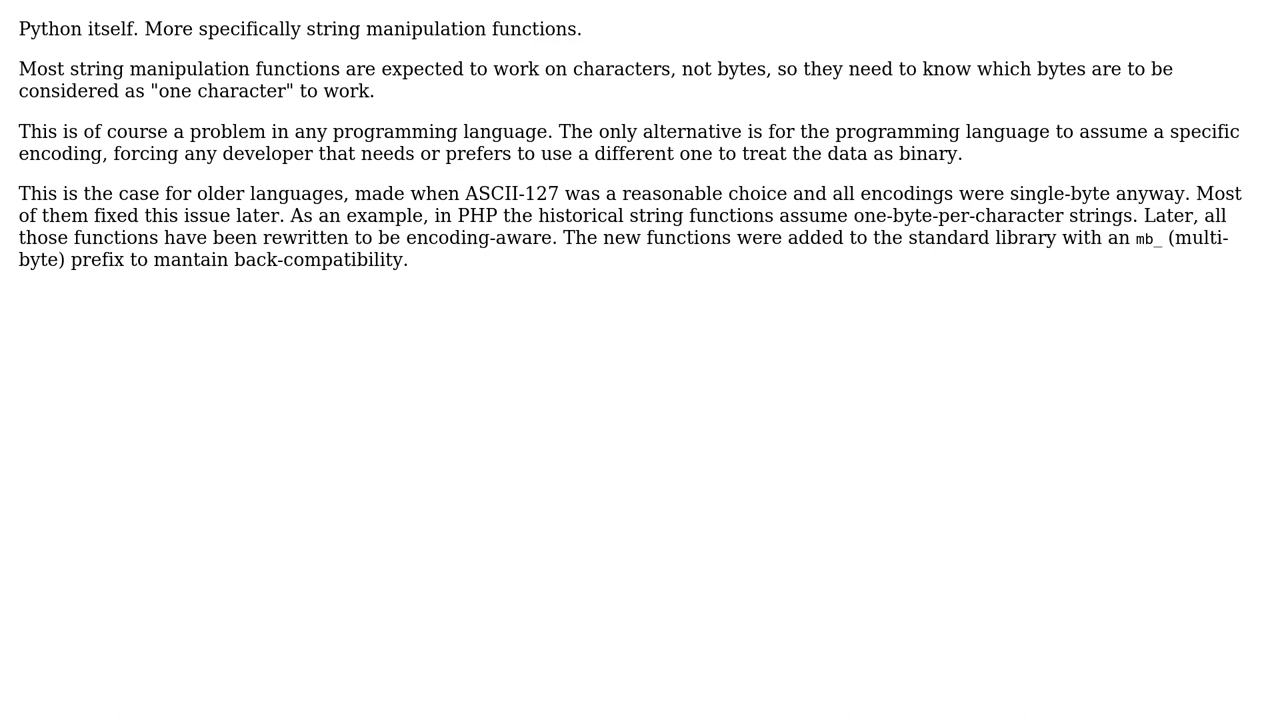 Python itself. More specifically string manipulation functions.
Most string manipulation functions are expected to work on characters, not bytes, so they need to know which bytes are to be
considered as "one character" to work.
This is of course a problem in any programming language. The only alternative is for the programming language to assume a specific
encoding, forcing any developer that needs or prefers to use a different one to treat the data as binary.
This is the case for older languages, made when ASCII-127 was a reasonable choice and all encodings were single-byte anyway. Most
of them fixed this issue later. As an example, in PHP the historical string functions assume one-byte-per-character strings. Later, all
those functions have been rewritten to be encoding-aware. The new functions were added to the standard library with an mb_ (multi-
byte) prefix to mantain back-compatibility.